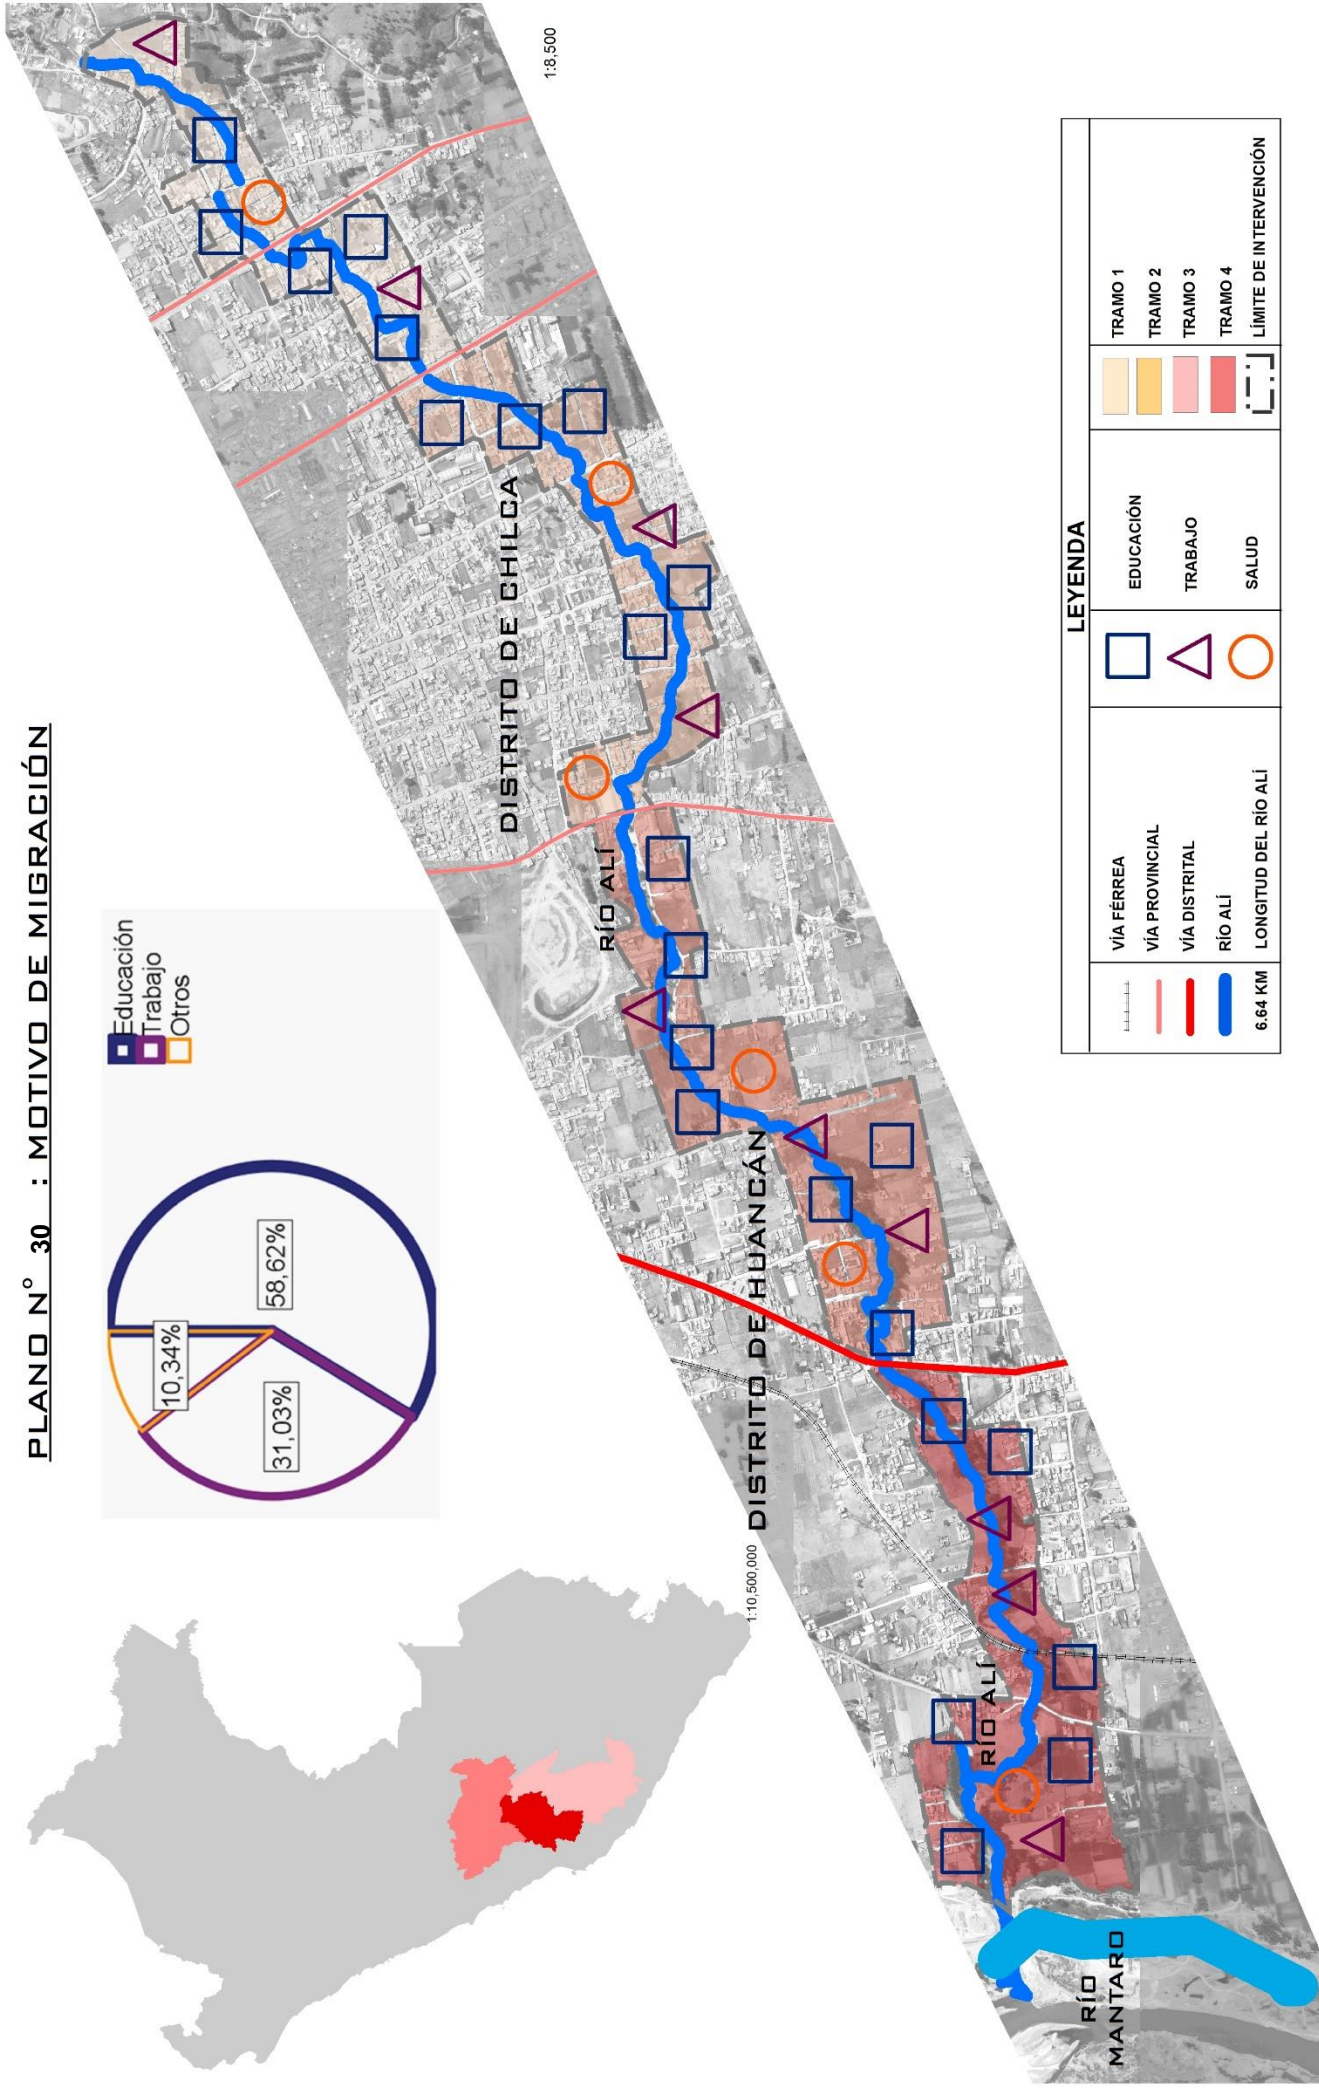 PLANO N° 30 : MOTIVO DE MIGRACIÓN
Educación
Trabajo
Otros
58,62%
10,34%
31,03%
1:10,500,000
1:8,500
DISTRITO DE CHILCA
RÍO ALÍ
DISTRITO DE HUANCÁN
RÍO ALÍ
RÍO
MANTARO
LEYENDA
VÍA FÉRREA
VÍA PROVINCIAL
VÍA DISTRITAL
RÍO ALÍ
6.64 KM LONGITUD DEL RÍO ALÍ
EDUCACIÓN
TRABAJO
SALUD
TRAMO 1
TRAMO 2
TRAMO 3
TRAMO 4
LÍMITE DE INTERVENCIÓN